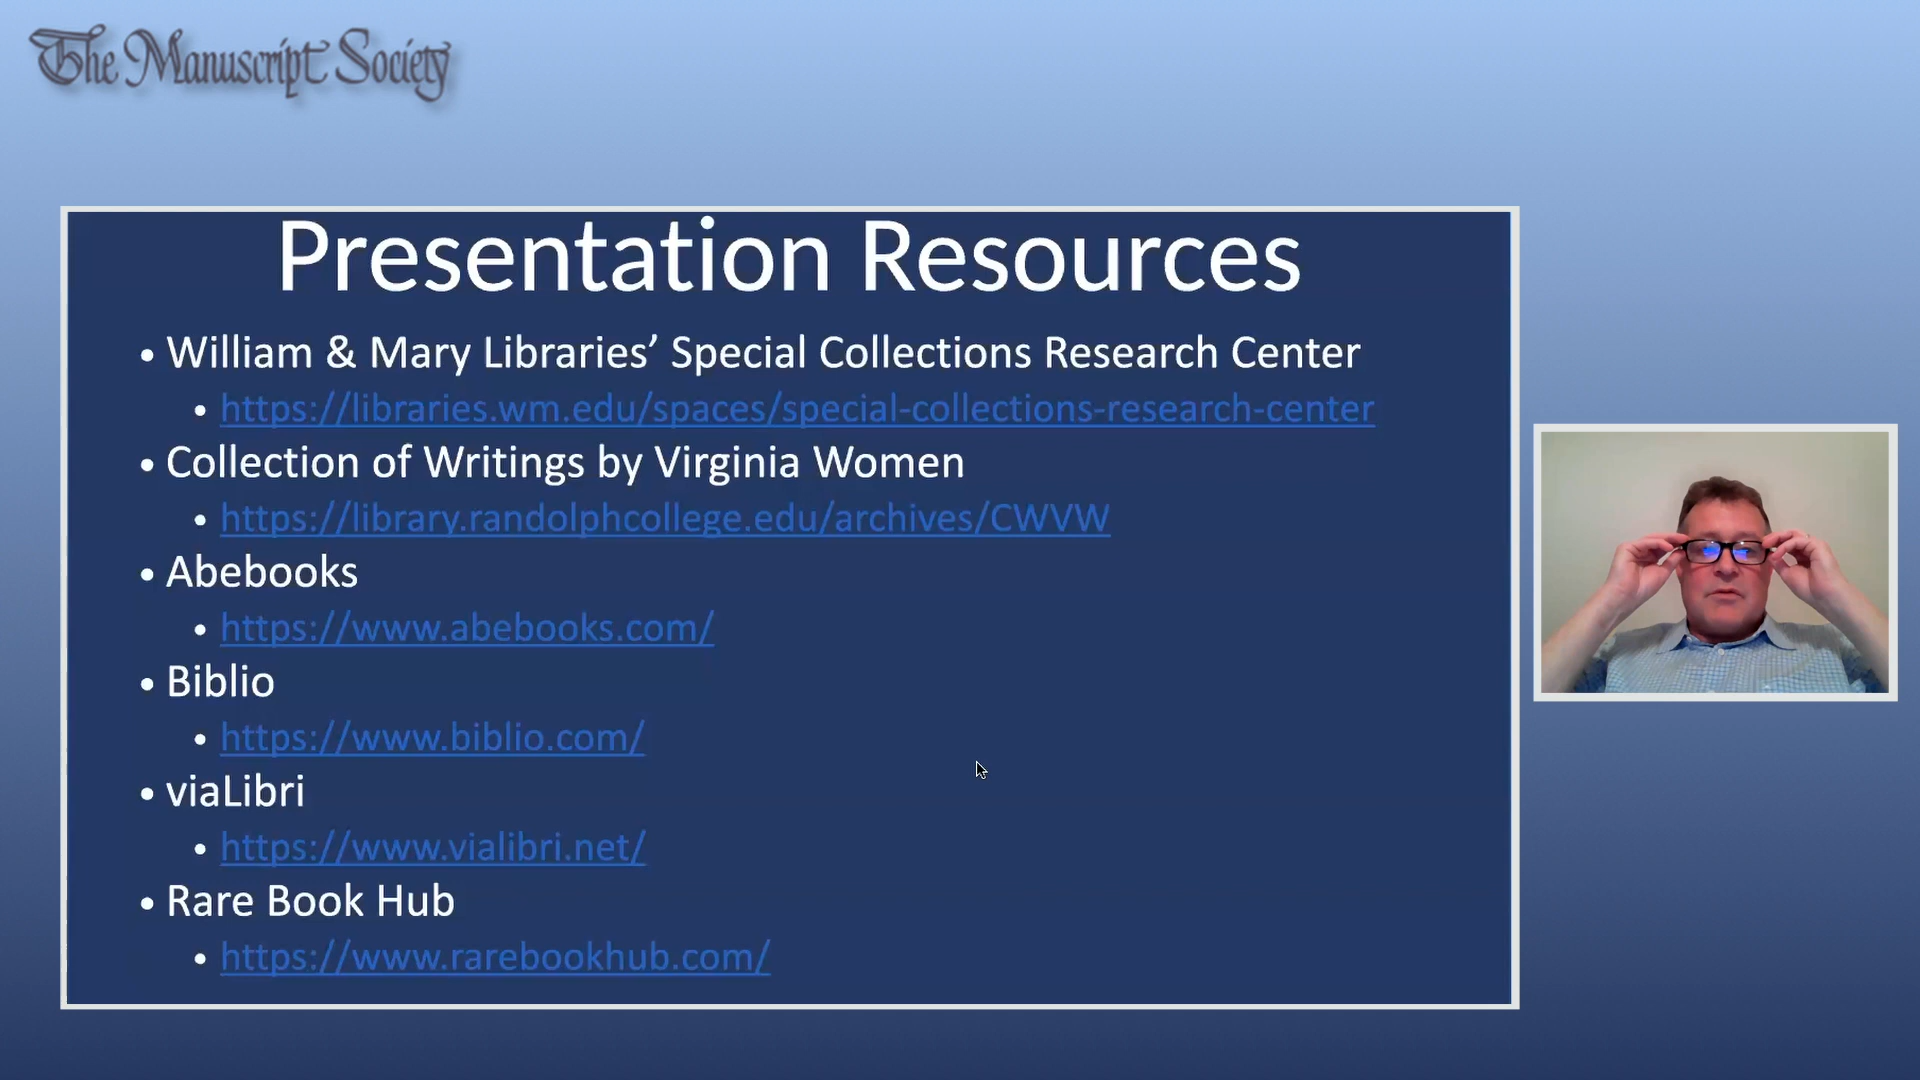 The Manuscript Society
Presentation Resources
• William & Mary Libraries’ Special Collections Research Center
• https://libraries.wm.edu/spaces/special-collections-research-center
• Collection of Writings by Virginia Women
• https://library.randolphcollege.edu/archives/CWVW
• Abebooks
• https://www.abebooks.com/
• Biblio
• https://www.biblio.com/
• viaLibri
• https://www.vialibri.net/
• Rare Book Hub
• https://www.rarebookhub.com/